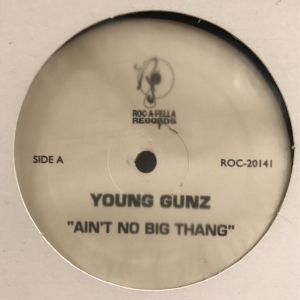 ROC-A-FELLA
RECORDS
SIDE A
ROC-20141
YOUNG GUNZ
"AIN'T NO BIG THANG"